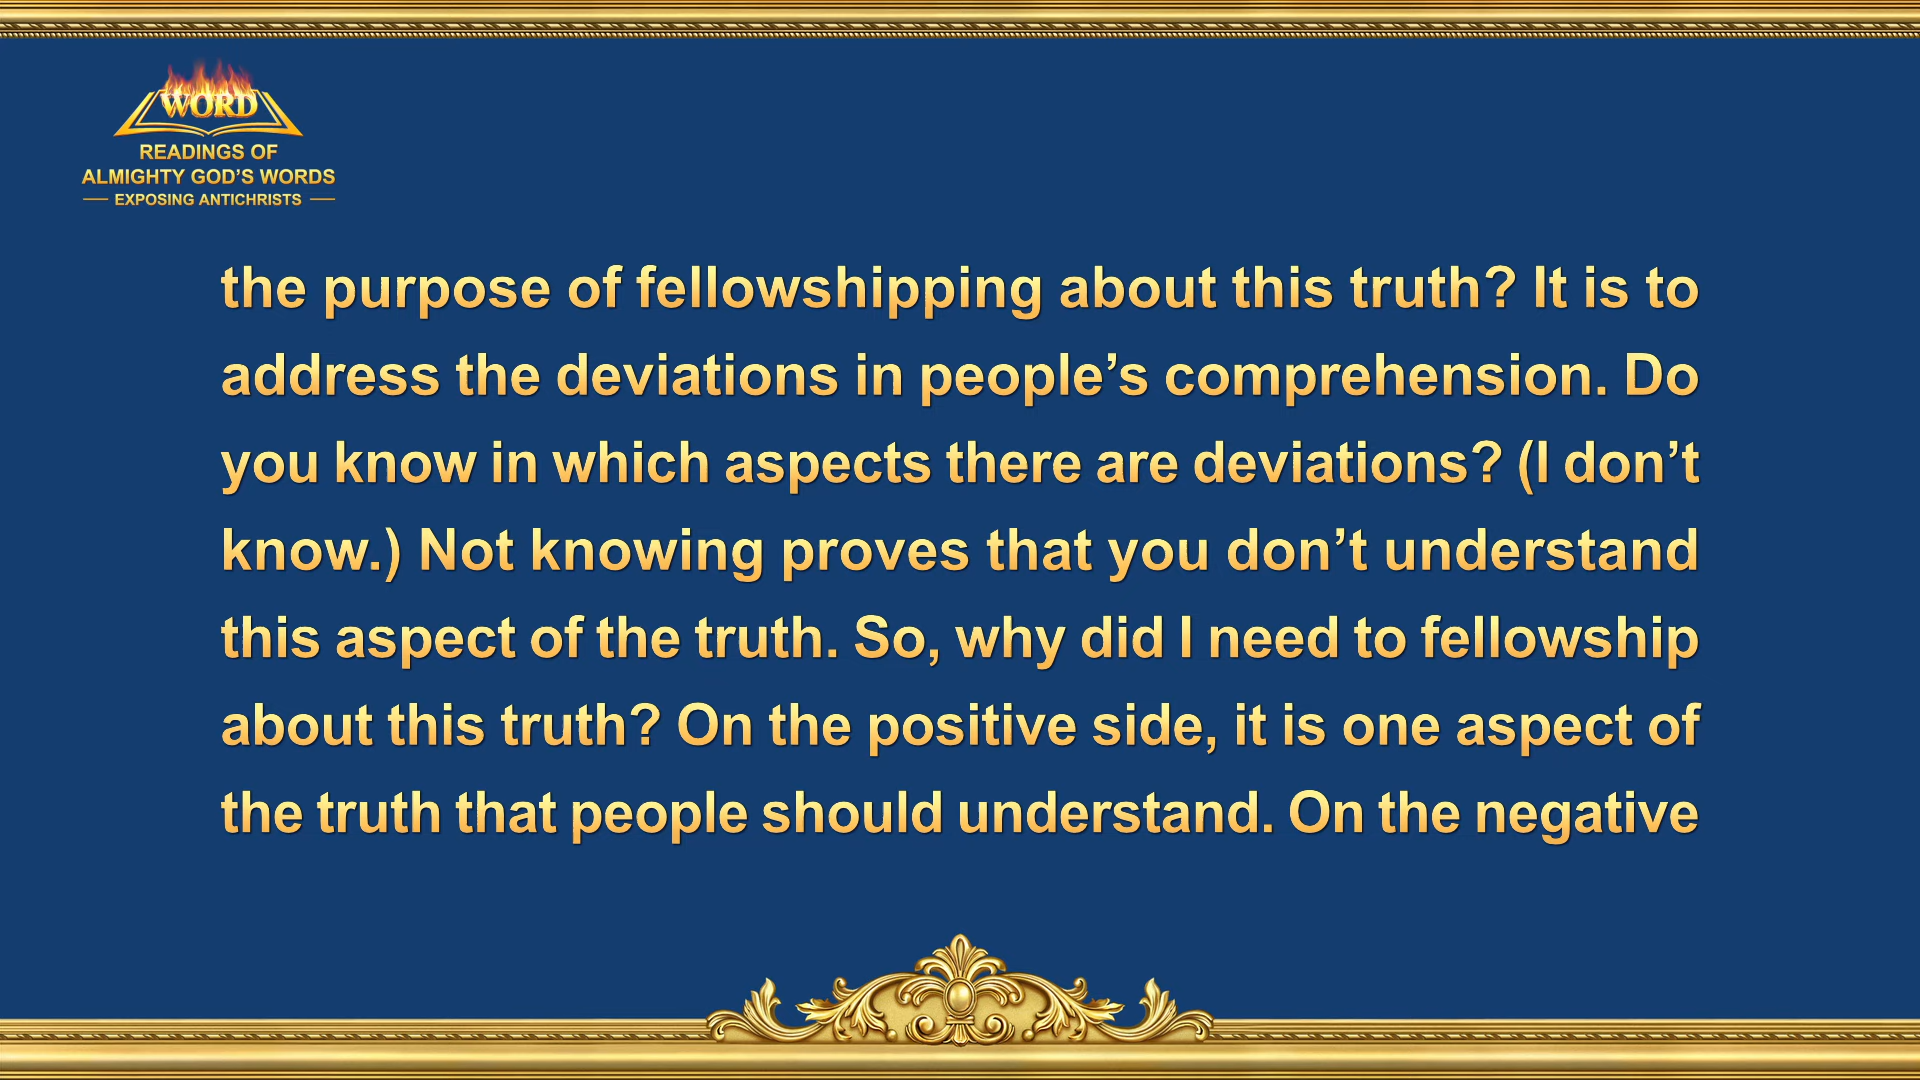 WORD
READINGS OF
ALMIGHTY GOD’S WORDS
EXPOSING ANTICHRISTS
the purpose of fellowshipping about this truth? It is to
address the deviations in people’s comprehension. Do
you know in which aspects there are deviations? (I don’t
know.) Not knowing proves that you don’t understand
this aspect of the truth. So, why did I need to fellowship
about this truth? On the positive side, it is one aspect of
the truth that people should understand. On the negative